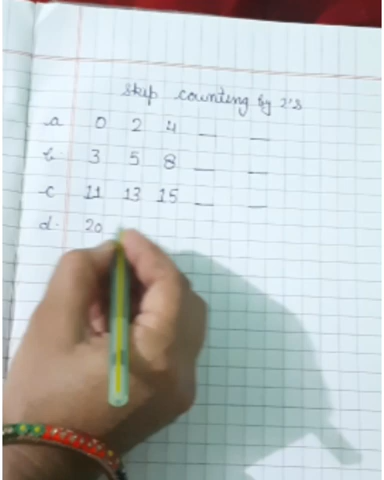 Skip counting by 2's
a 0 2 4 __ __
b. 3 5 8 __ __
c 11 13 15 __ __
d. 20